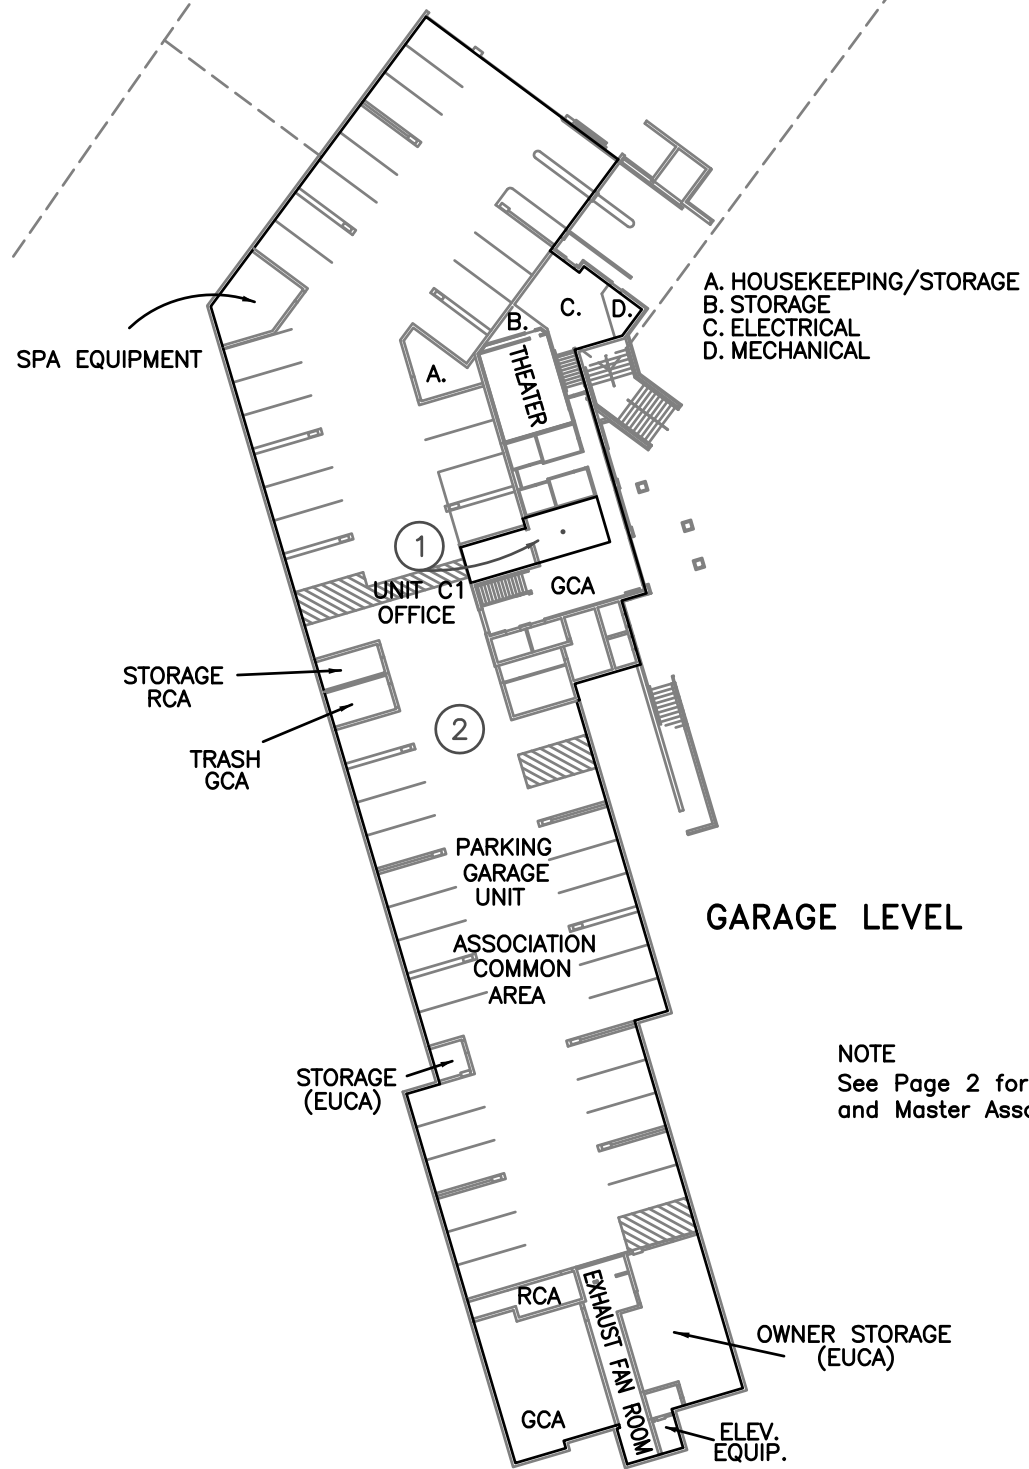 A. HOUSEKEEPING/STORAGE
B. STORAGE
C. ELECTRICAL
D. MECHANICAL
SPA EQUIPMENT
A.
B.
C.
D.
THEATER
1
UNIT C1
OFFICE
GCA
STORAGE
RCA
TRASH
GCA
2
PARKING
GARAGE
UNIT
ASSOCIATION
COMMON
AREA
GARAGE LEVEL
NOTE
See Page 2 for
and Master Asso
STORAGE
(EUCA)
RCA
EXHAUST FAN ROOM
OWNER STORAGE
(EUCA)
GCA
ELEV.
EQUIP.